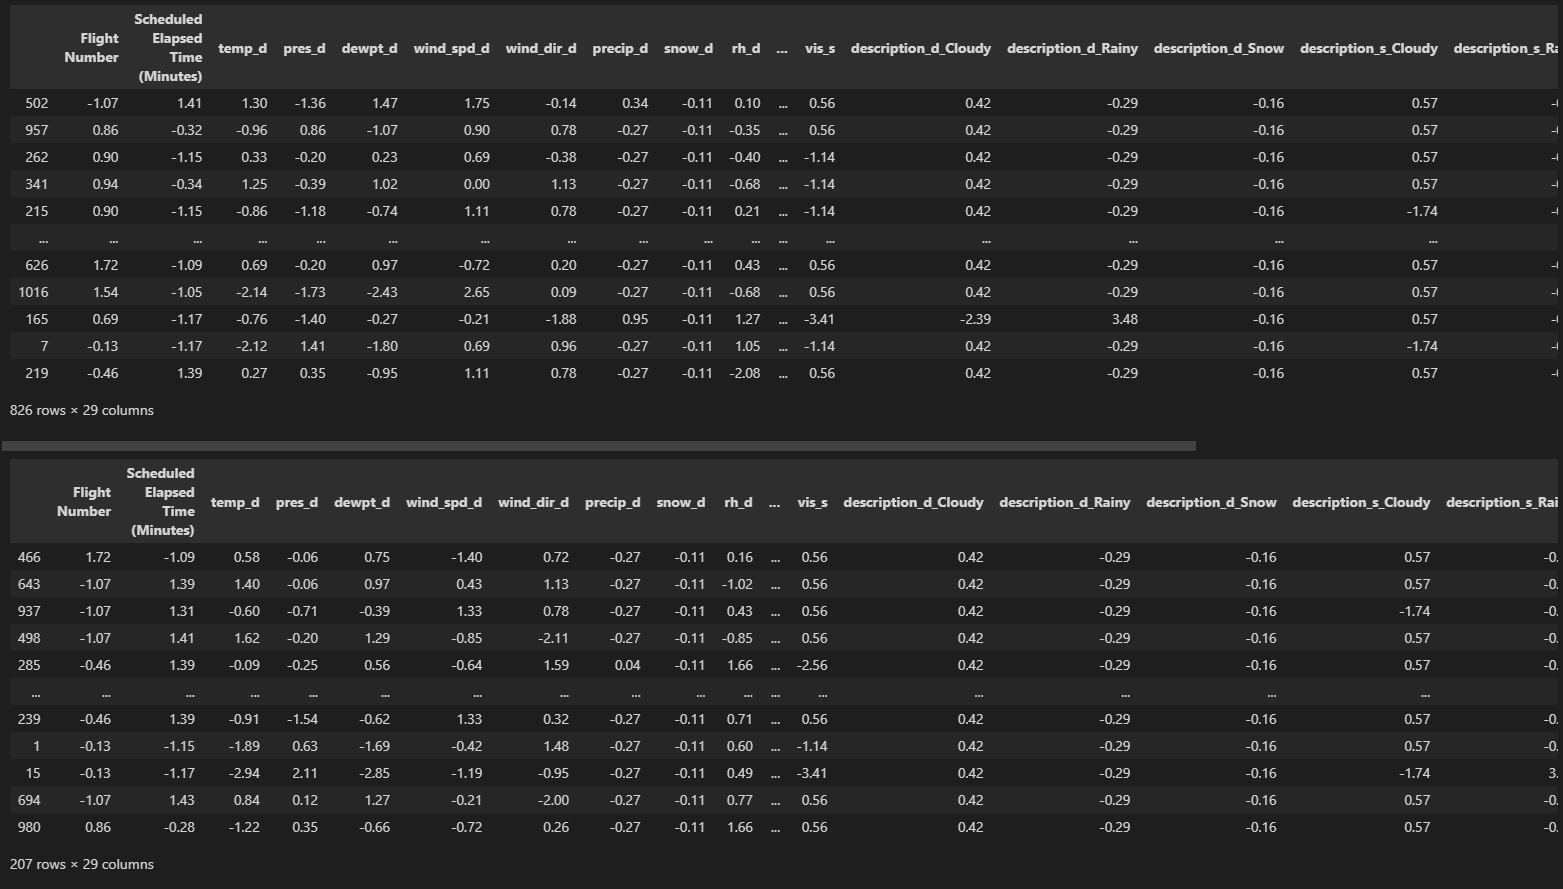 Flight Number Scheduled Elapsed Time (Minutes) temp_d pres_d dewpt_d wind_spd_d wind_dir_d precip_d snow_d rh_d ... vis_s description_d_Cloudy description_d_Rainy description_d_Snow description_s_Cloudy description_s_Ra
502 -1.07 1.41 1.30 -1.36 1.47 1.75 -0.14 0.34 -0.11 0.10 ... 0.56 0.42 -0.29 -0.16 0.57
957 0.86 -0.32 -0.96 0.86 -1.07 0.90 0.78 -0.27 -0.11 -0.35 ... 0.56 0.42 -0.29 -0.16 0.57
262 0.90 -1.15 0.33 -0.20 0.23 0.69 -0.38 -0.27 -0.11 -0.40 ... -1.14 0.42 -0.29 -0.16 0.57
341 0.94 -0.34 1.25 -0.39 1.02 0.00 1.13 -0.27 -0.11 -0.68 ... -1.14 0.42 -0.29 -0.16 0.57
215 0.90 -1.15 -0.86 -1.18 -0.74 1.11 0.78 -0.27 -0.11 0.21 ... -1.14 0.42 -0.29 -0.16 -1.74
... ... ... ... ... ... ... ... ... ... ... ... ... ... ... ... ...
626 1.72 -1.09 0.69 -0.20 0.97 -0.72 0.20 -0.27 -0.11 0.43 ... 0.56 0.42 -0.29 -0.16 0.57
1016 1.54 -1.05 -2.14 -1.73 -2.43 2.65 0.09 -0.27 -0.11 -0.68 ... 0.56 0.42 -0.29 -0.16 0.57
165 0.69 -1.17 -0.76 -1.40 -0.27 -0.21 -1.88 0.95 -0.11 1.27 ... -3.41 -2.39 3.48 -0.16 0.57
7 -0.13 -1.17 -2.12 1.41 -1.80 0.69 0.96 -0.27 -0.11 1.05 ... -1.14 0.42 -0.29 -0.16 -1.74
219 -0.46 1.39 0.27 0.35 -0.95 1.11 0.78 -0.27 -0.11 -2.08 ... 0.56 0.42 -0.29 -0.16 0.57
826 rows × 29 columns
Flight Number Scheduled Elapsed Time (Minutes) temp_d pres_d dewpt_d wind_spd_d wind_dir_d precip_d snow_d rh_d ... vis_s description_d_Cloudy description_d_Rainy description_d_Snow description_s_Cloudy description_s_Rai
466 1.72 -1.09 0.58 -0.06 0.75 -1.40 0.72 -0.27 -0.11 0.16 ... 0.56 0.42 -0.29 -0.16 0.57 -0.
643 -1.07 1.39 1.40 -0.06 0.97 0.43 1.13 -0.27 -0.11 -1.02 ... 0.56 0.42 -0.29 -0.16 0.57 -0.
937 -1.07 1.31 -0.60 -0.71 -0.39 1.33 0.78 -0.27 -0.11 0.43 ... 0.56 0.42 -0.29 -0.16 -1.74 -0.
498 -1.07 1.41 1.62 -0.20 1.29 -0.85 -2.11 -0.27 -0.11 -0.85 ... 0.56 0.42 -0.29 -0.16 0.57 -0.
285 -0.46 1.39 -0.09 -0.25 0.56 -0.64 1.59 0.04 -0.11 1.66 ... -2.56 0.42 -0.29 -0.16 0.57 -0.
... ... ... ... ... ... ... ... ... ... ... ... ... ... ... ... ...
239 -0.46 1.39 -0.91 -1.54 -0.62 1.33 0.32 -0.27 -0.11 0.71 ... 0.56 0.42 -0.29 -0.16 0.57 -0.
1 -0.13 -1.15 -1.89 0.63 -1.69 -0.42 1.48 -0.27 -0.11 0.60 ... -1.14 0.42 -0.29 -0.16 0.57 -0.
15 -0.13 -1.17 -2.94 2.11 -2.85 -1.19 -0.95 -0.27 -0.11 0.49 ... -3.41 0.42 -0.29 -0.16 -1.74 3.
694 -1.07 1.43 0.84 0.12 1.27 -0.21 -2.00 -0.27 -0.11 0.77 ... 0.56 0.42 -0.29 -0.16 0.57 -0.
980 0.86 -0.28 -1.22 0.35 -0.66 -0.72 0.26 -0.27 -0.11 1.66 ... 0.56 0.42 -0.29 -0.16 0.57 -0.
207 rows × 29 columns